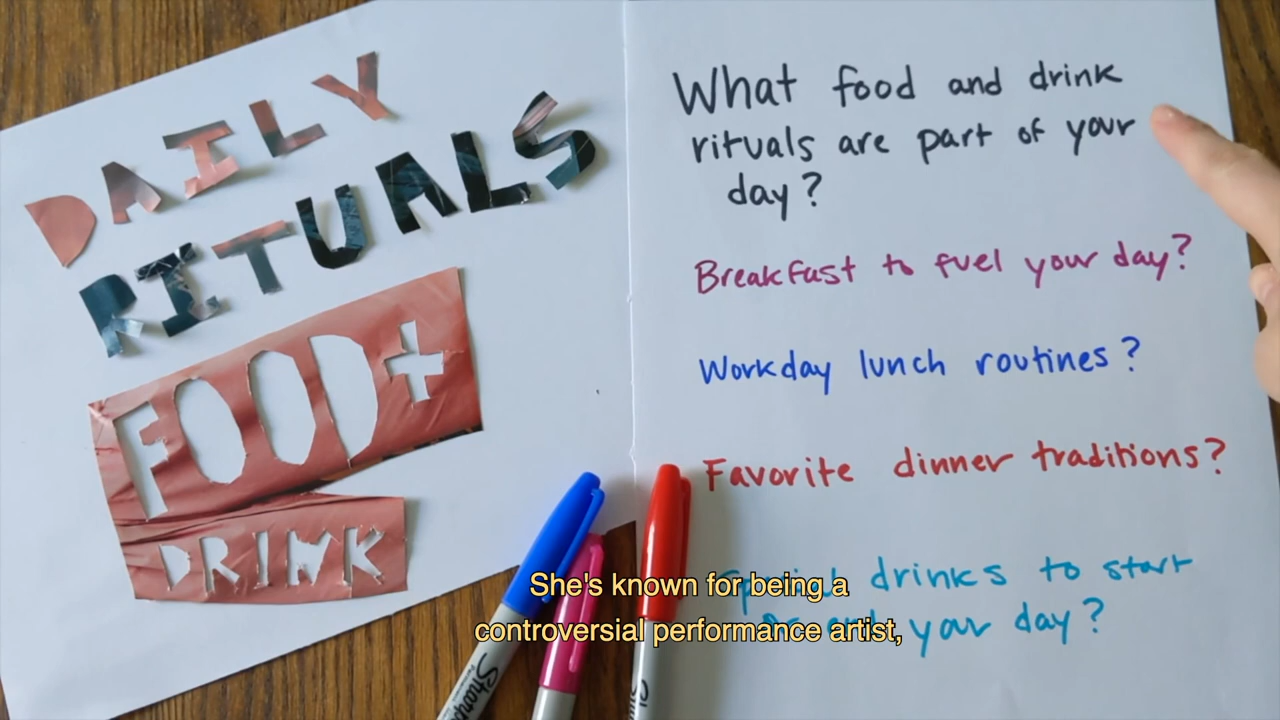 DAILY
RITUALS
FOOD+
DRINK
What food and drink
rituals are part of your
day?
Breakfast to fuel your day?
Workday lunch routines?
Favorite dinner traditions?
drinks to start
your day?
Sharpie
She's known for being a
controversial performance artist,